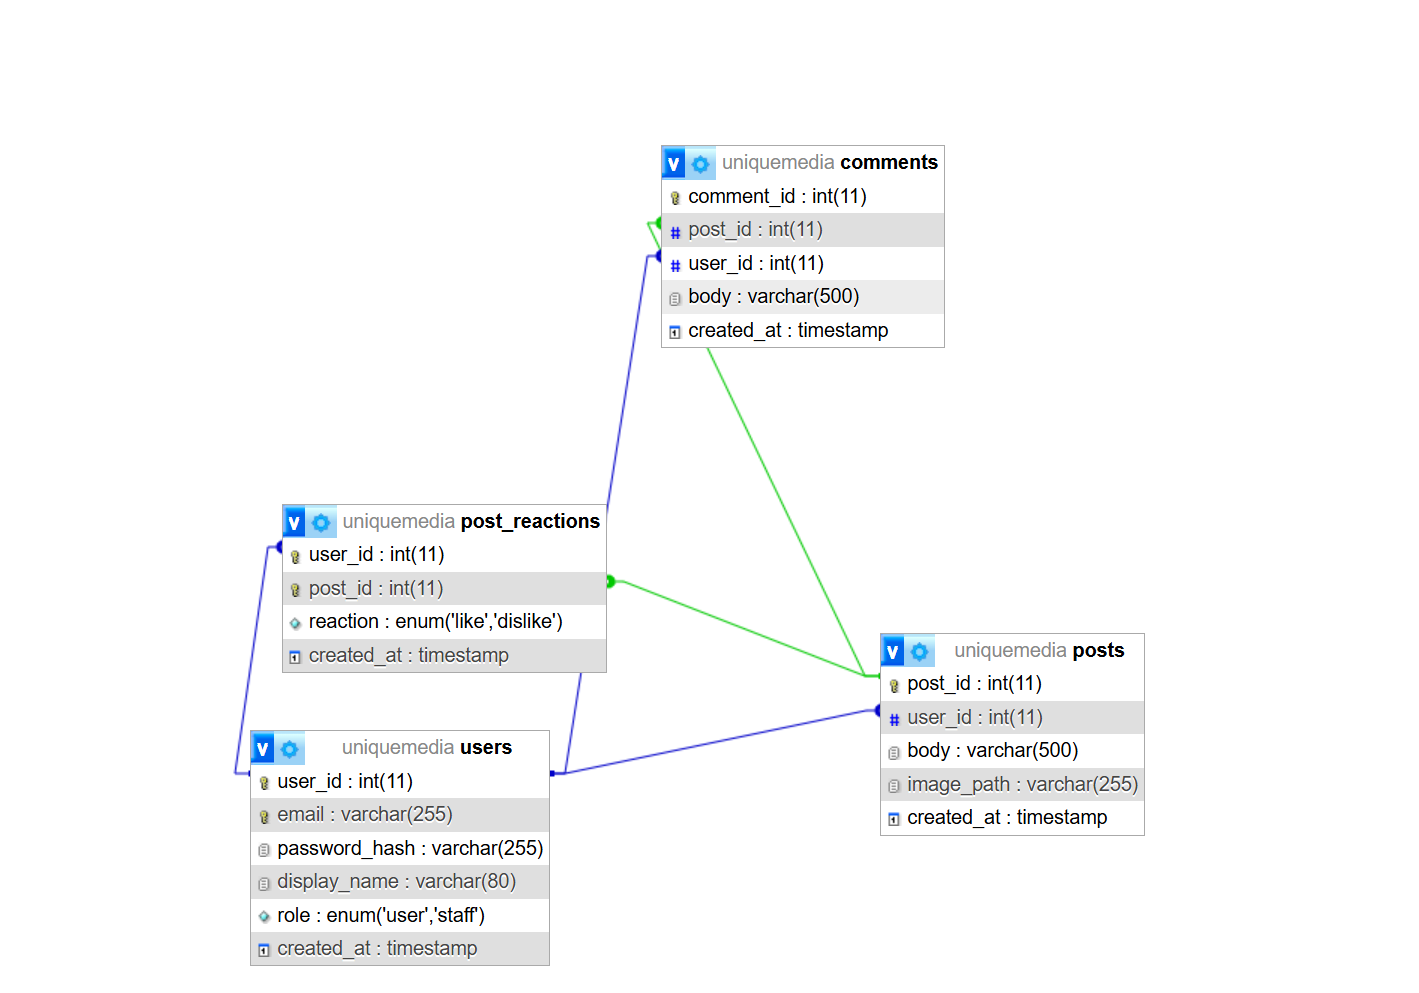 v uniquemedia comments
comment_id : int(11)
# post_id : int(11)
# user_id : int(11)
body : varchar(500)
created_at : timestamp
v uniquemedia post_reactions
user_id : int(11)
post_id : int(11)
reaction : enum('like','dislike')
created_at : timestamp
v uniquemedia posts
post_id : int(11)
# user_id : int(11)
body : varchar(500)
image_path : varchar(255)
created_at : timestamp
v uniquemedia users
user_id : int(11)
email : varchar(255)
password_hash : varchar(255)
display_name : varchar(80)
role : enum('user','staff')
created_at : timestamp